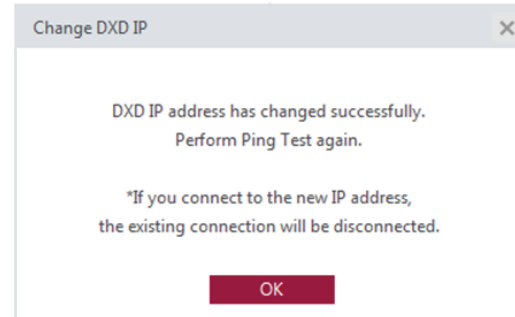 Change DXD IP
DXD IP address has changed successfully.
Perform Ping Test again.
*If you connect to the new IP address,
the existing connection will be disconnected.
OK